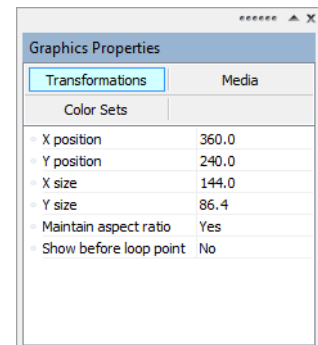 Graphics Properties
Transformations Media
Color Sets
X position 360.0
Y position 240.0
X size 144.0
Y size 86.4
Maintain aspect ratio Yes
Show before loop point No